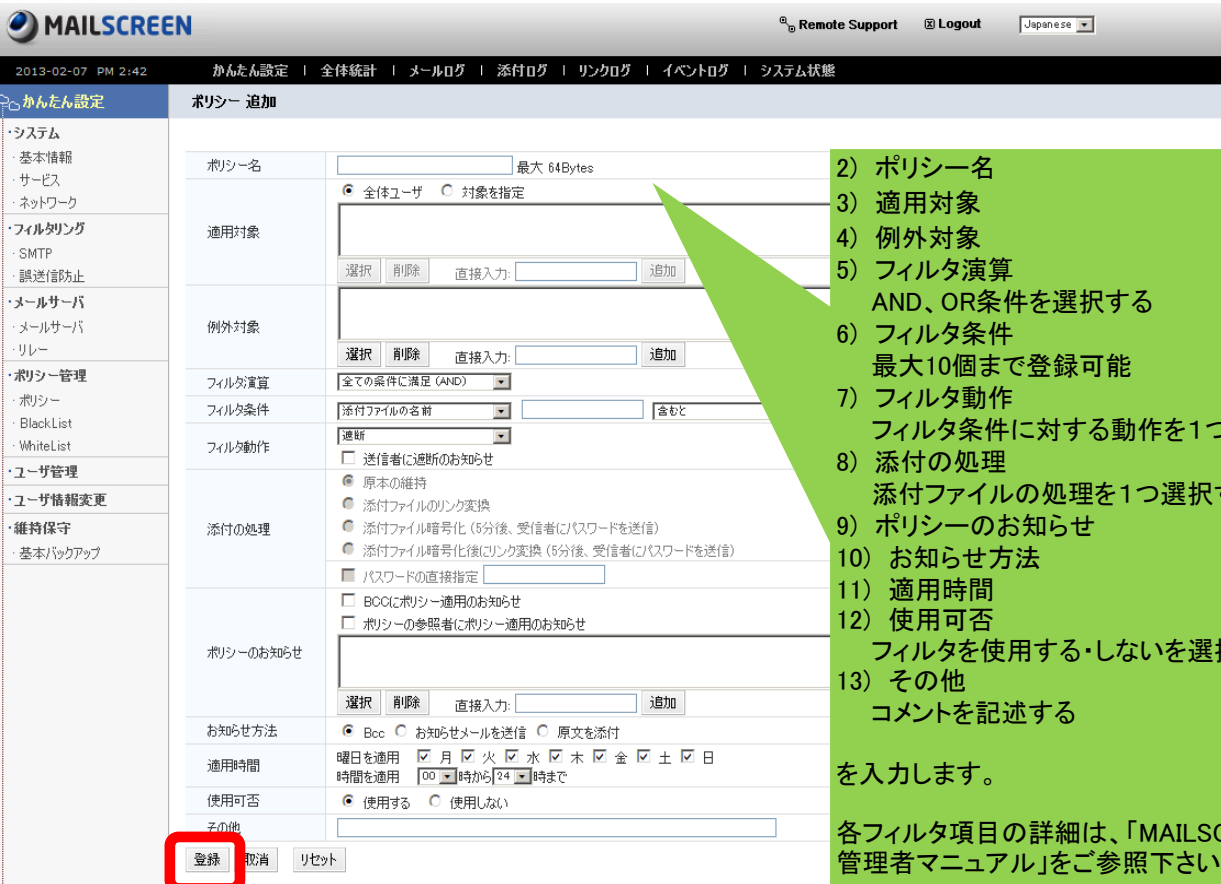 MAILSCREEN
Remote Support
Logout
Japanese
2013-02-07 PM 2:42
かんたん設定 | 全体統計 | メールログ | 添付ログ | リンクログ | イベントログ | システム状態
かんたん設定
・システム
・基本情報
・サービス
・ネットワーク
・フィルタリング
・SMTP
・誤送信防止
・メールサーバ
・メールサーバ
・リレー
・ポリシー管理
・ポリシー
・BlackList
・WhiteList
・ユーザ管理
・ユーザ情報変更
・維持保守
・基本バックアップ
ポリシー 追加
ポリシー名
最大 64Bytes
適用対象
全体ユーザ 対象を指定
選択 削除 直接入力: 追加
例外対象
選択 削除 直接入力: 追加
フィルタ演算
全ての条件に満足 (AND)
フィルタ条件
添付ファイルの名前 含むと
フィルタ動作
遮断
送信者に遮断のお知らせ
添付の処理
原本の維持
添付ファイルのリンク変換
添付ファイル暗号化 (5分後、受信者にパスワードを送信)
添付ファイル暗号化後にリンク変換 (5分後、受信者にパスワードを送信)
パスワードの直接指定
ポリシーのお知らせ
BCCにポリシー適用のお知らせ
ポリシーの参照者にポリシー適用のお知らせ
選択 削除 直接入力: 追加
お知らせ方法
Bcc お知らせメールを送信 原文を添付
適用時間
曜日を適用 月 火 水 木 金 土 日
時間を適用 00 時から 24 時まで
使用可否
使用する 使用しない
その他
登録 取消 リセット
2) ポリシー名
3) 適用対象
4) 例外対象
5) フィルタ演算
AND、OR条件を選択する
6) フィルタ条件
最大10個まで登録可能
7) フィルタ動作
フィルタ条件に対する動作を1つ
8) 添付の処理
添付ファイルの処理を1つ選択す
9) ポリシーのお知らせ
10) お知らせ方法
11) 適用時間
12) 使用可否
フィルタを使用する・しないを選択
13) その他
コメントを記述する
を入力します。
各フィルタ項目の詳細は、「MAILSC
管理者マニュアル」をご参照下さい